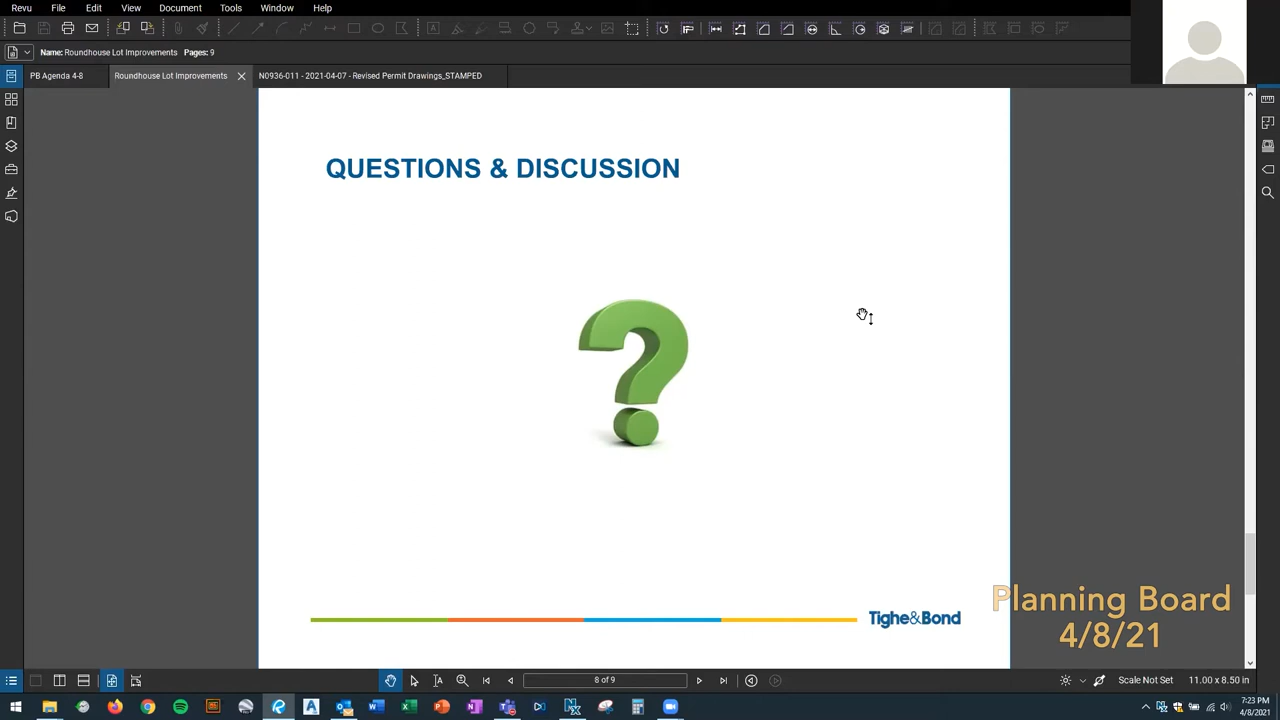 Revu File Edit View Document Tools Window Help
Name: Roundhouse Lot Improvements Pages: 9
PB Agenda 4-8 Roundhouse Lot Improvements N0936-011 - 2021-04-07 - Revised Permit Drawings_STAMPED
QUESTIONS & DISCUSSION
?
Tighe&Bond
Planning Board
4/8/21
8 of 9 Scale Not Set 11.00 x 8.50 in
7:23 PM
4/8/2021